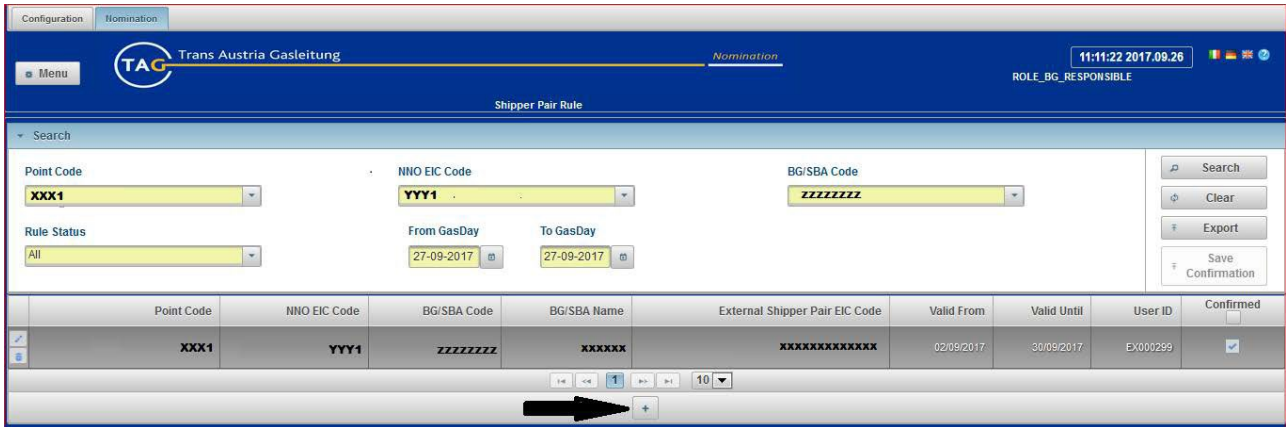 Configuration Nomination
TAG Trans Austria Gasleitung Nomination 11:11:22 2017.09.26
Menu ROLE_BG_RESPONSIBLE
Shipper Pair Rule
Search
Point Code NNO EIC Code BG/SBA Code Search
XXX1 YYY1 zzzzzzzz
Clear
Rule Status From GasDay To GasDay Export
All 27-09-2017 27-09-2017
Save
Confirmation
Point Code NNO EIC Code BG/SBA Code BG/SBA Name External Shipper Pair EIC Code Valid From Valid Until User ID Confirmed
XXX1 YYY1 zzzzzzzz xxxxxx xxxxxxxxxxxxx 02/09/2017 30/09/2017 EX000299
1 10
+